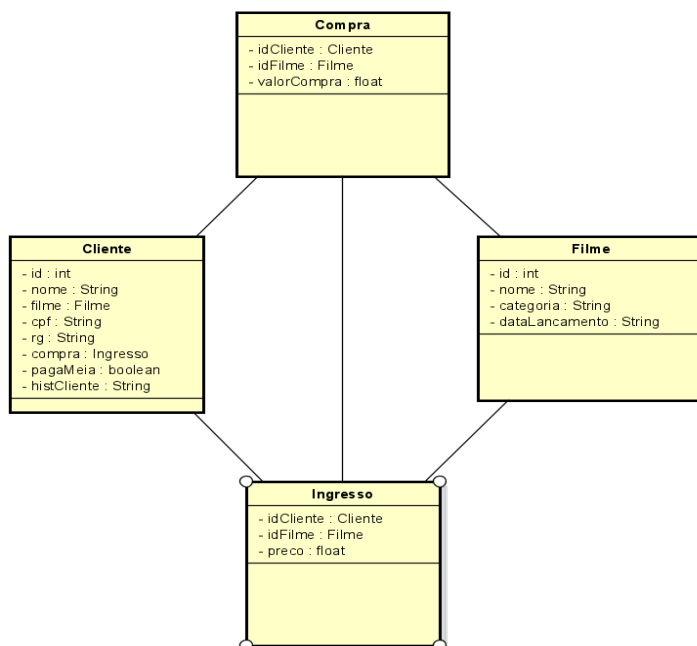 Compra
- idCliente : Cliente
- idFilme : Filme
- valorCompra : float
Cliente
- id : int
- nome : String
- filme : Filme
- cpf : String
- rg : String
- compra : Ingresso
- pagaMeia : boolean
- histCliente : String
Filme
- id : int
- nome : String
- categoria : String
- dataLancamento : String
Ingresso
- idCliente : Cliente
- idFilme : Filme
- preco : float